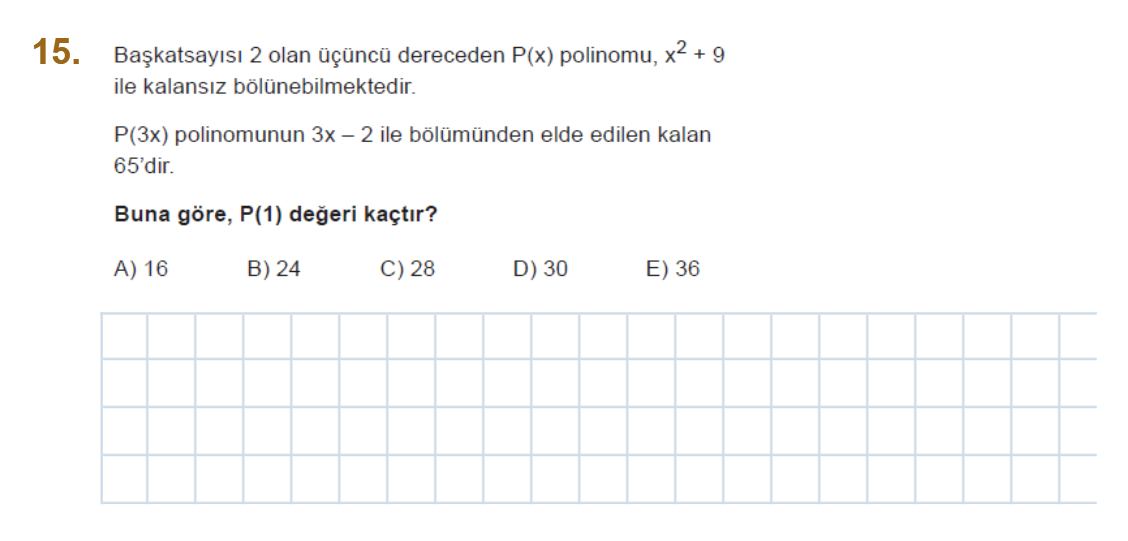 15. Başkatsayısı 2 olan üçüncü dereceden P(x) polinomu, x² + 9
ile kalansız bölünebilmektedir.
P(3x) polinomunun 3x – 2 ile bölümünden elde edilen kalan
65'dir.
Buna göre, P(1) değeri kaçtır?
A) 16 B) 24 C) 28 D) 30 E) 36